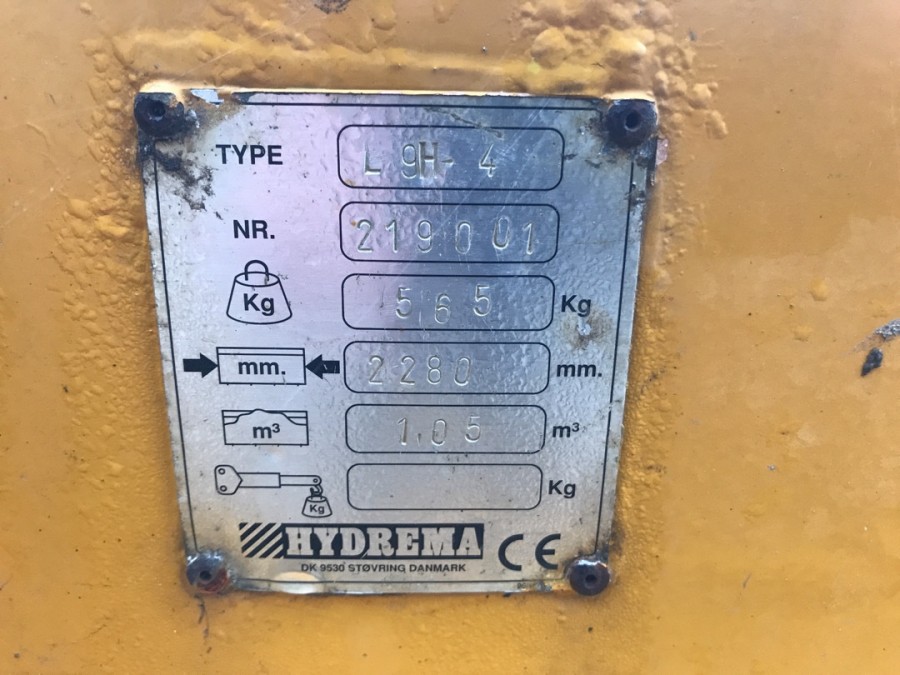 TYPE L 9H- 4
NR. 219001
Kg 565 Kg
mm. 2280 mm.
m³ 1,05 m³
Kg Kg
HYDREMA CE
DK 9530 STØVRING DANMARK